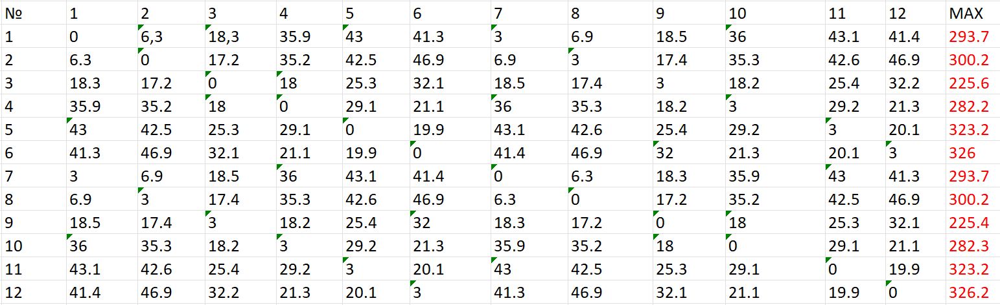 № 1 2 3 4 5 6 7 8 9 10 11 12 MAX
1 0 6,3 18,3 35.9 43 41.3 3 6.9 18.5 36 43.1 41.4 293.7
2 6.3 0 17.2 35.2 42.5 46.9 6.9 3 17.4 35.3 42.6 46.9 300.2
3 18.3 17.2 0 18 25.3 32.1 18.5 17.4 3 18.2 25.4 32.2 225.6
4 35.9 35.2 18 0 29.1 21.1 36 35.3 18.2 3 29.2 21.3 282.2
5 43 42.5 25.3 29.1 0 19.9 43.1 42.6 25.4 29.2 3 20.1 323.2
6 41.3 46.9 32.1 21.1 19.9 0 41.4 46.9 32 21.3 20.1 3 326
7 3 6.9 18.5 36 43.1 41.4 0 6.3 18.3 35.9 43 41.3 293.7
8 6.9 3 17.4 35.3 42.6 46.9 6.3 0 17.2 35.2 42.5 46.9 300.2
9 18.5 17.4 3 18.2 25.4 32 18.3 17.2 0 18 25.3 32.1 225.4
10 36 35.3 18.2 3 29.2 21.3 35.9 35.2 18 0 29.1 21.1 282.3
11 43.1 42.6 25.4 29.2 3 20.1 43 42.5 25.3 29.1 0 19.9 323.2
12 41.4 46.9 32.2 21.3 20.1 3 41.3 46.9 32.1 21.1 19.9 0 326.2